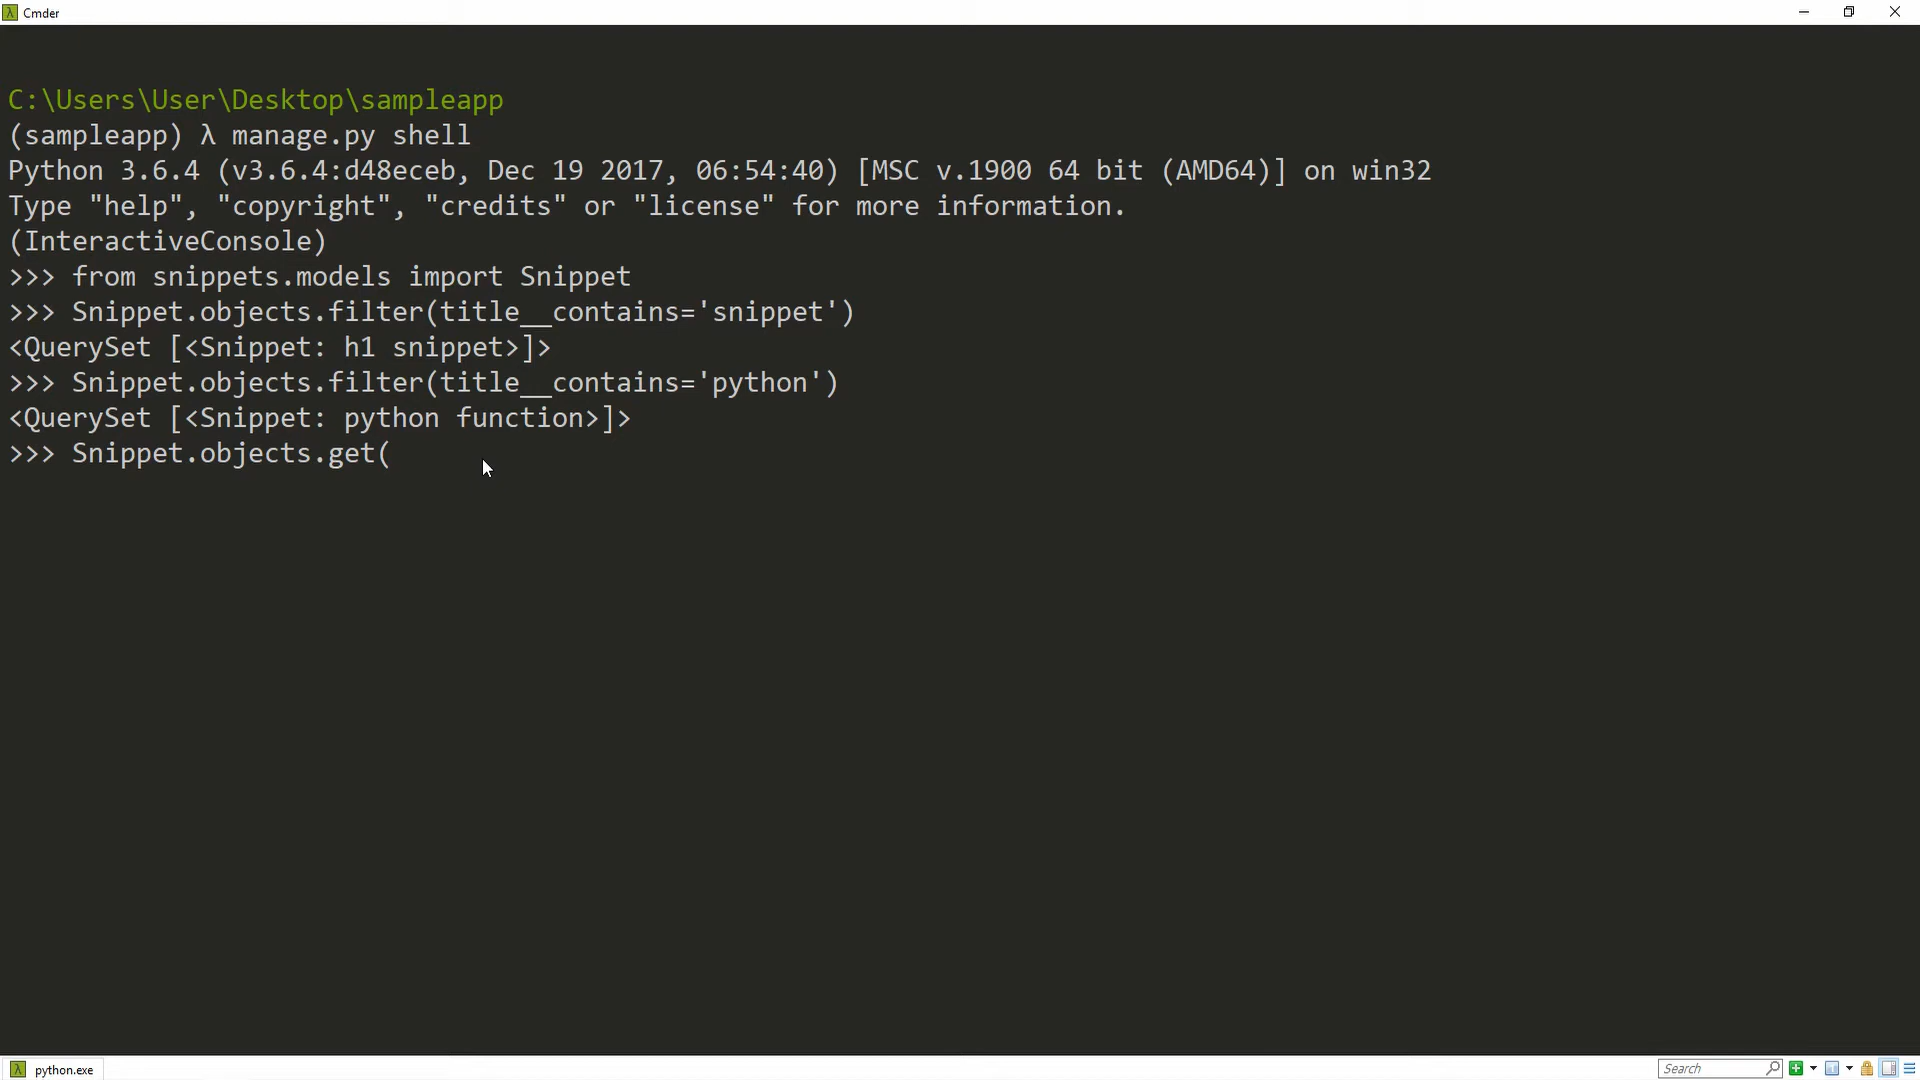 Cmder
C:\Users\User\Desktop\sampleapp
(sampleapp) λ manage.py shell
Python 3.6.4 (v3.6.4:d48eceb, Dec 19 2017, 06:54:40) [MSC v.1900 64 bit (AMD64)] on win32
Type "help", "copyright", "credits" or "license" for more information.
(InteractiveConsole)
>>> from snippets.models import Snippet
>>> Snippet.objects.filter(title__contains='snippet')
<QuerySet [<Snippet: h1 snippet>]>
>>> Snippet.objects.filter(title__contains='python')
<QuerySet [<Snippet: python function>]>
>>> Snippet.objects.get(
python.exe
Search